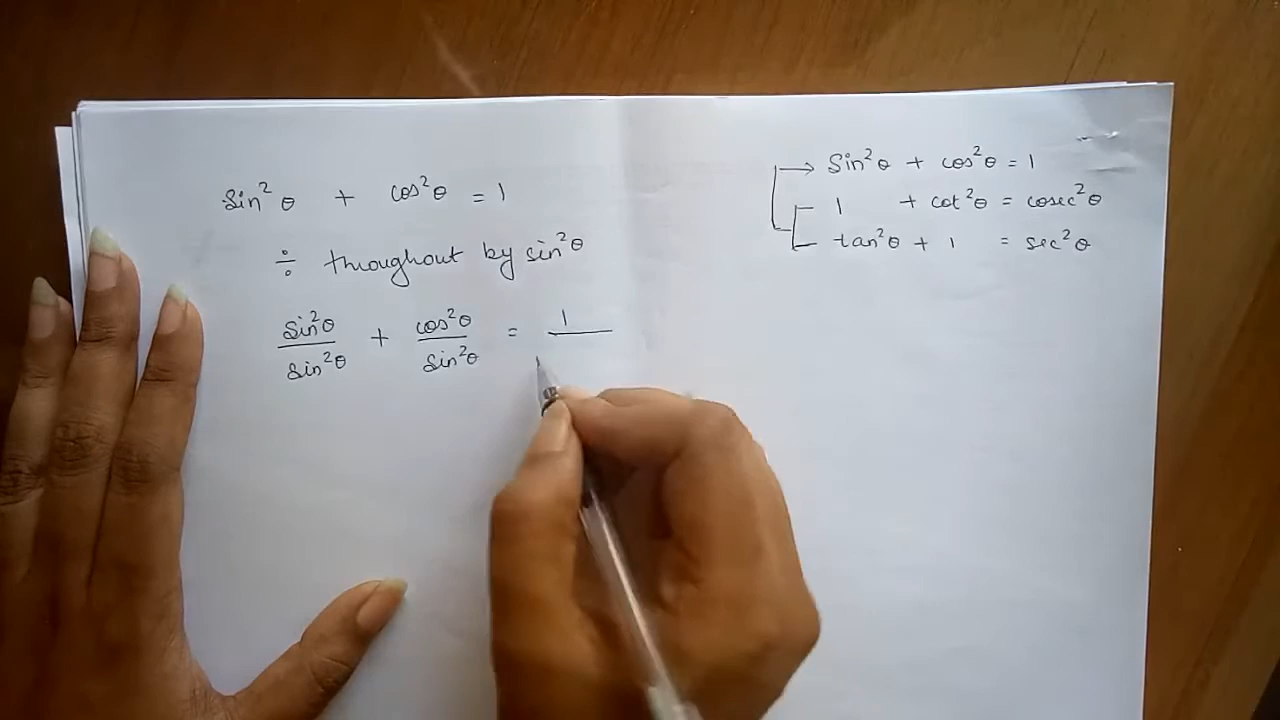 sin²θ + cos²θ = 1
÷ throughout by sin²θ
sin²θ/sin²θ + cos²θ/sin²θ = 1/
Sin²θ + cos²θ = 1
1 + cot²θ = cosec²θ
tan²θ + 1 = sec²θ